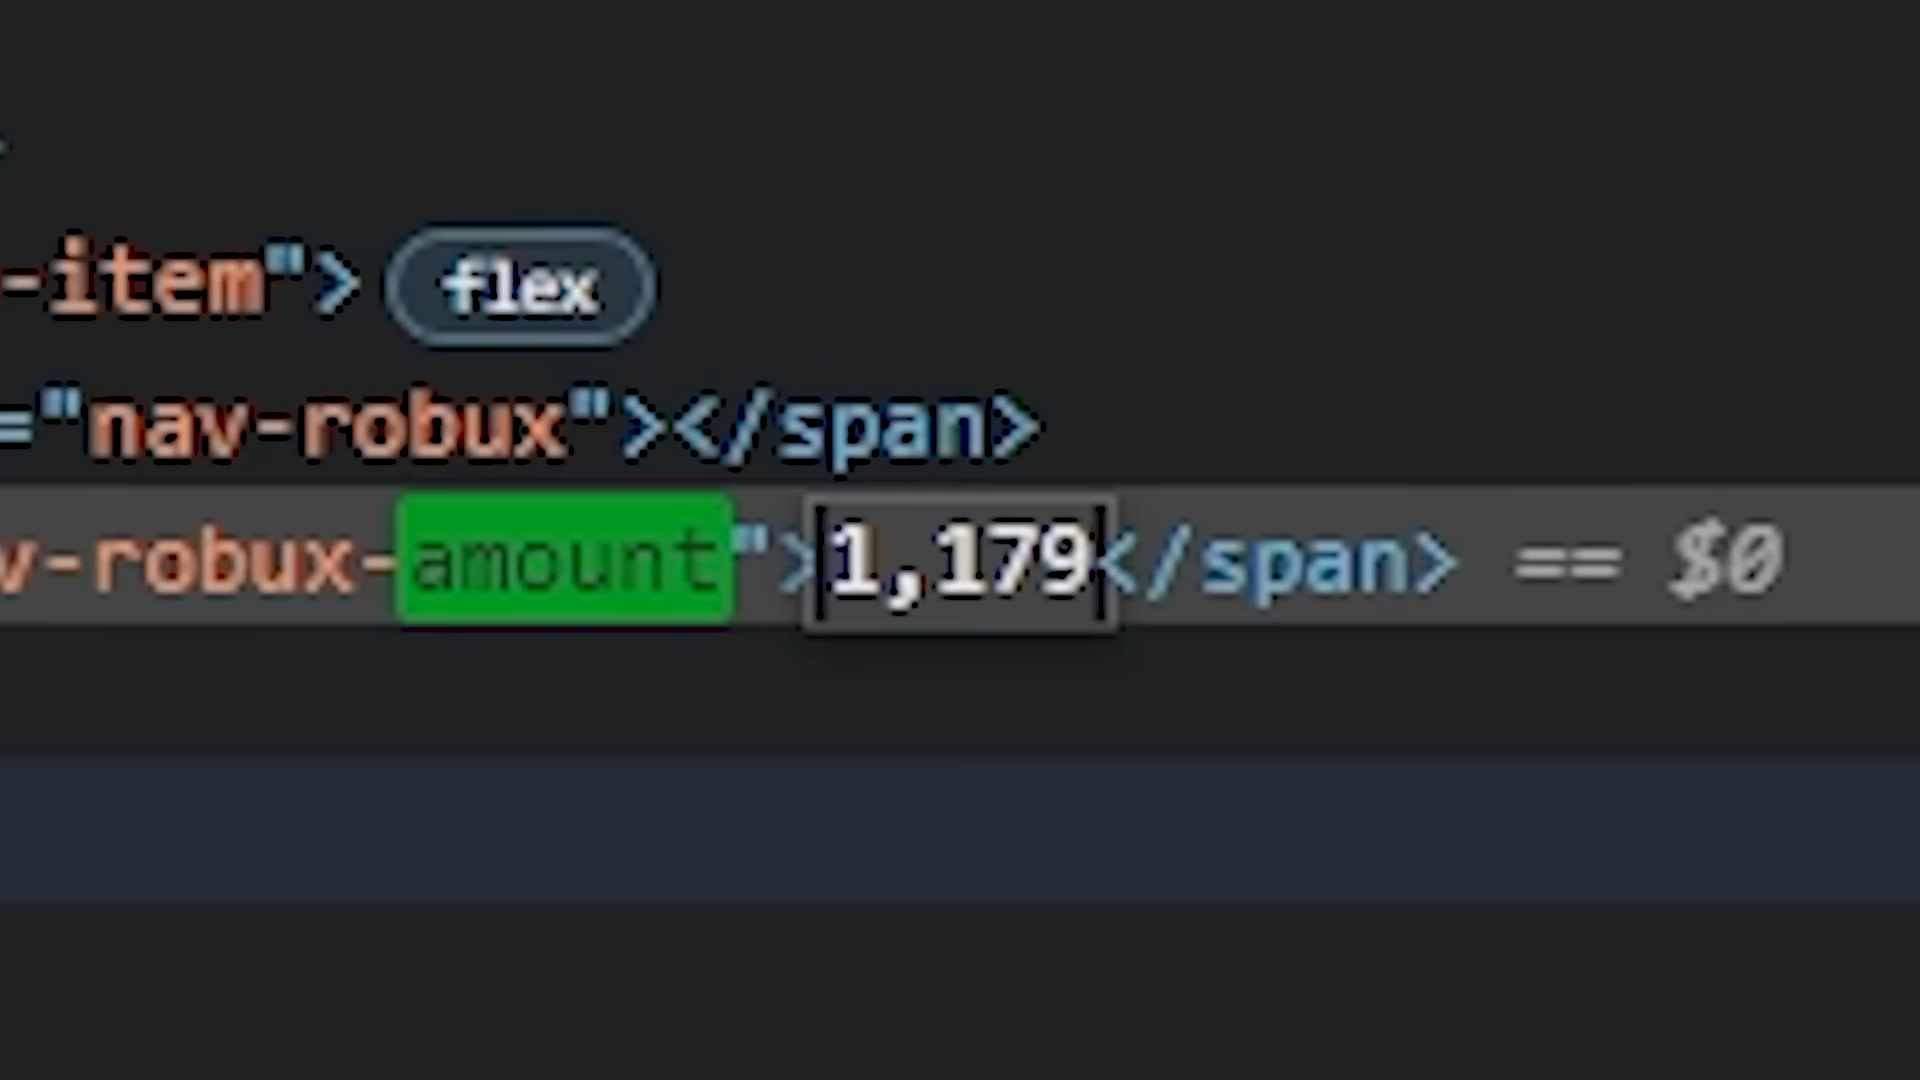 -item"> flex
="nav-robux"></span>
v-robux-amount">1,179</span> == $0